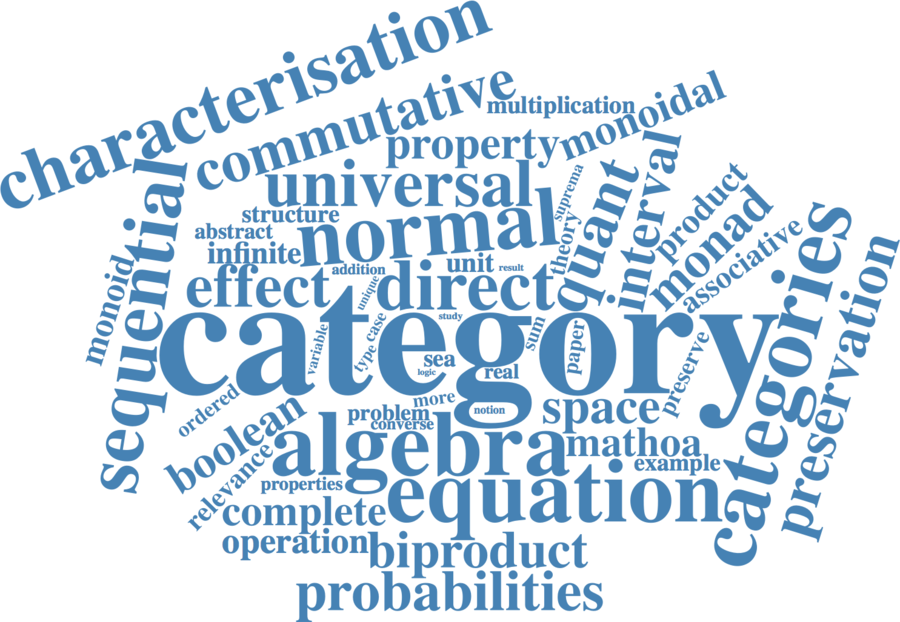 characterisation
commutative
multiplication
monoidal
property
universal
sequential
structure
abstract
infinite
normal
suprema
theory
quant
interval
product
monad
associative
categories
preservation
monoid
effect
addition
unique
unit
result
direct
category
study
variable
type case
sea
logic
real
sum
paper
preserve
ordered
boolean
relevance
more
notion
problem
converse
space
algebra
mathoa
example
properties
equation
complete
operation
biproduct
probabilities